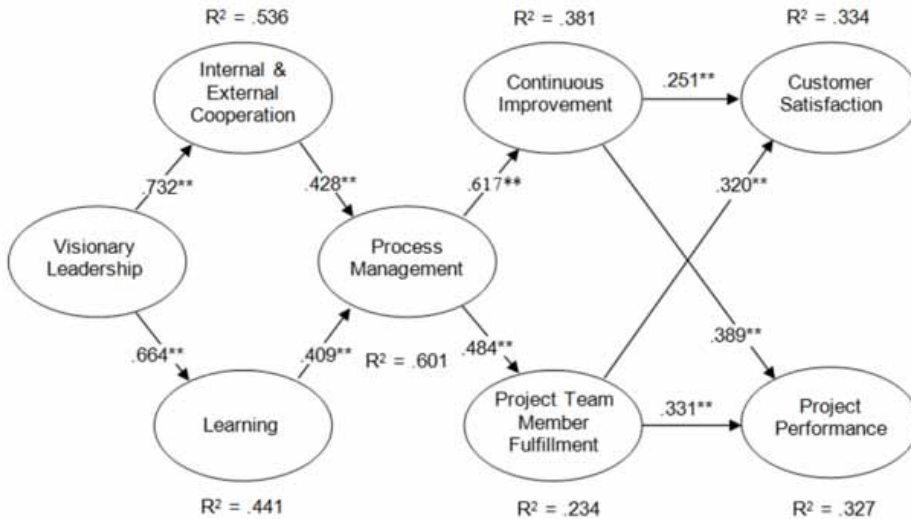 R² = .536
R² = .381
R² = .334
Internal &
External
Cooperation
Continuous
Improvement
.251**
Customer
Satisfaction
.732**
.428**
.617**
.320**
Visionary
Leadership
Process
Management
.664**
.409**
R² = .601
.484**
.389**
Learning
Project Team
Member
Fulfillment
.331**
Project
Performance
R² = .441
R² = .234
R² = .327